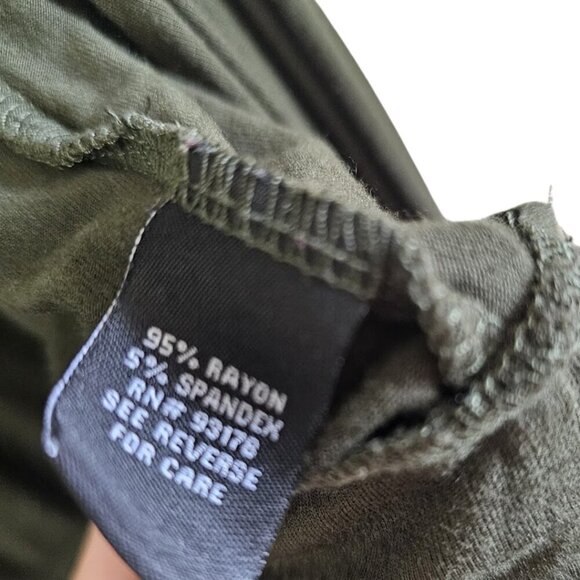 95% RAYON
5% SPANDEX
RN# 93178
SEE REVERSE
FOR CARE